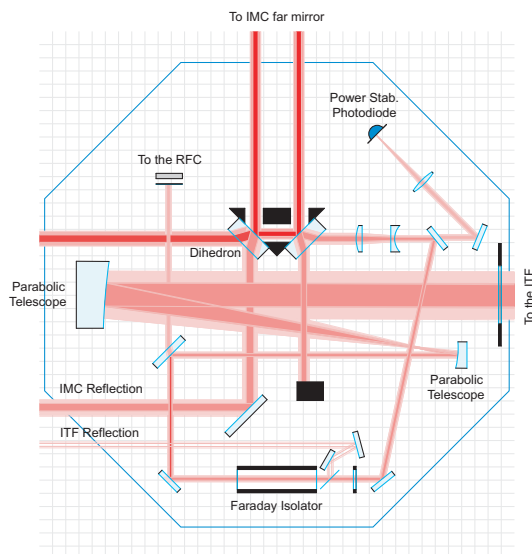 To IMC far mirror
Power Stab.
Photodiode
To the RFC
Dihedron
Parabolic
Telescope
To the ITF
Parabolic
Telescope
IMC Reflection
ITF Reflection
Faraday Isolator